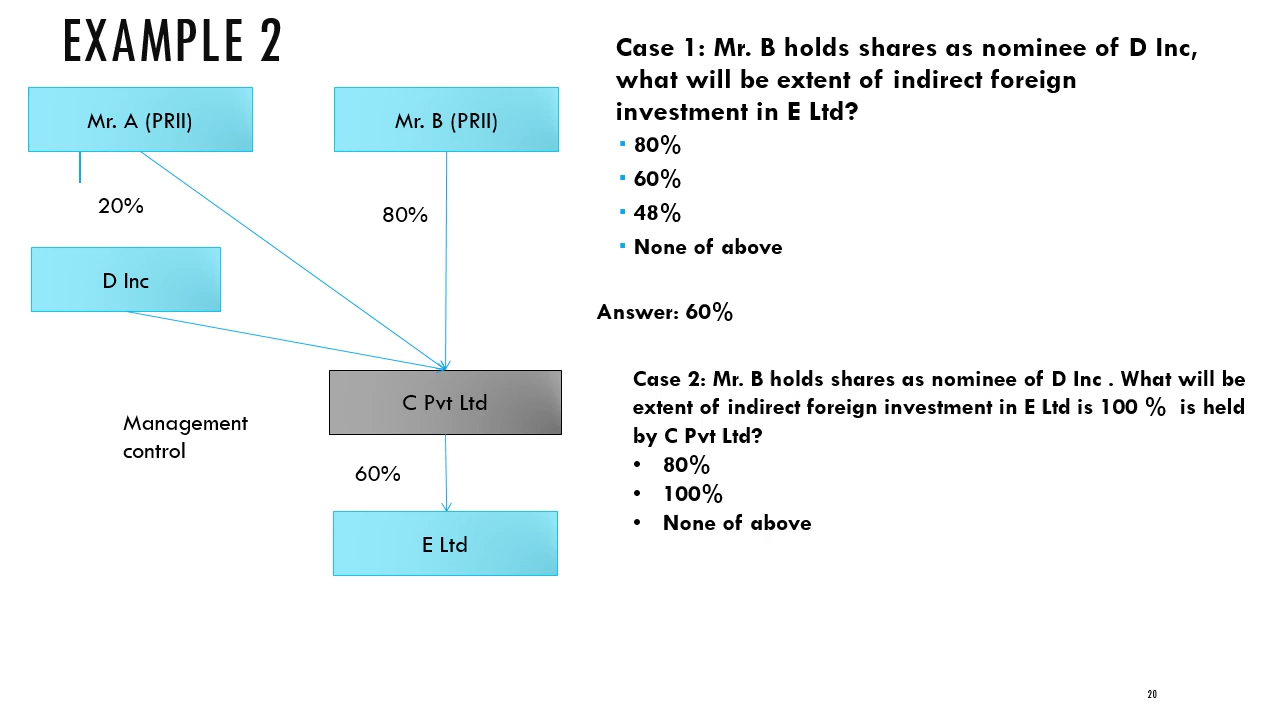 EXAMPLE 2
Mr. A (PRII)
Mr. B (PRII)
20%
80%
D Inc
C Pvt Ltd
Management
control
60%
E Ltd
Case 1: Mr. B holds shares as nominee of D Inc,
what will be extent of indirect foreign
investment in E Ltd?
▪ 80%
▪ 60%
▪ 48%
▪ None of above
Answer: 60%
Case 2: Mr. B holds shares as nominee of D Inc . What will be
extent of indirect foreign investment in E Ltd is 100 % is held
by C Pvt Ltd?
• 80%
• 100%
• None of above
20